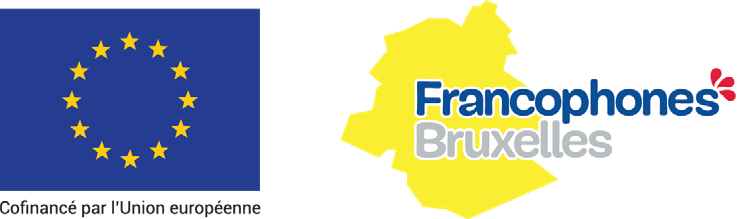 Cofinancé par l'Union européenne
Francophones
Bruxelles